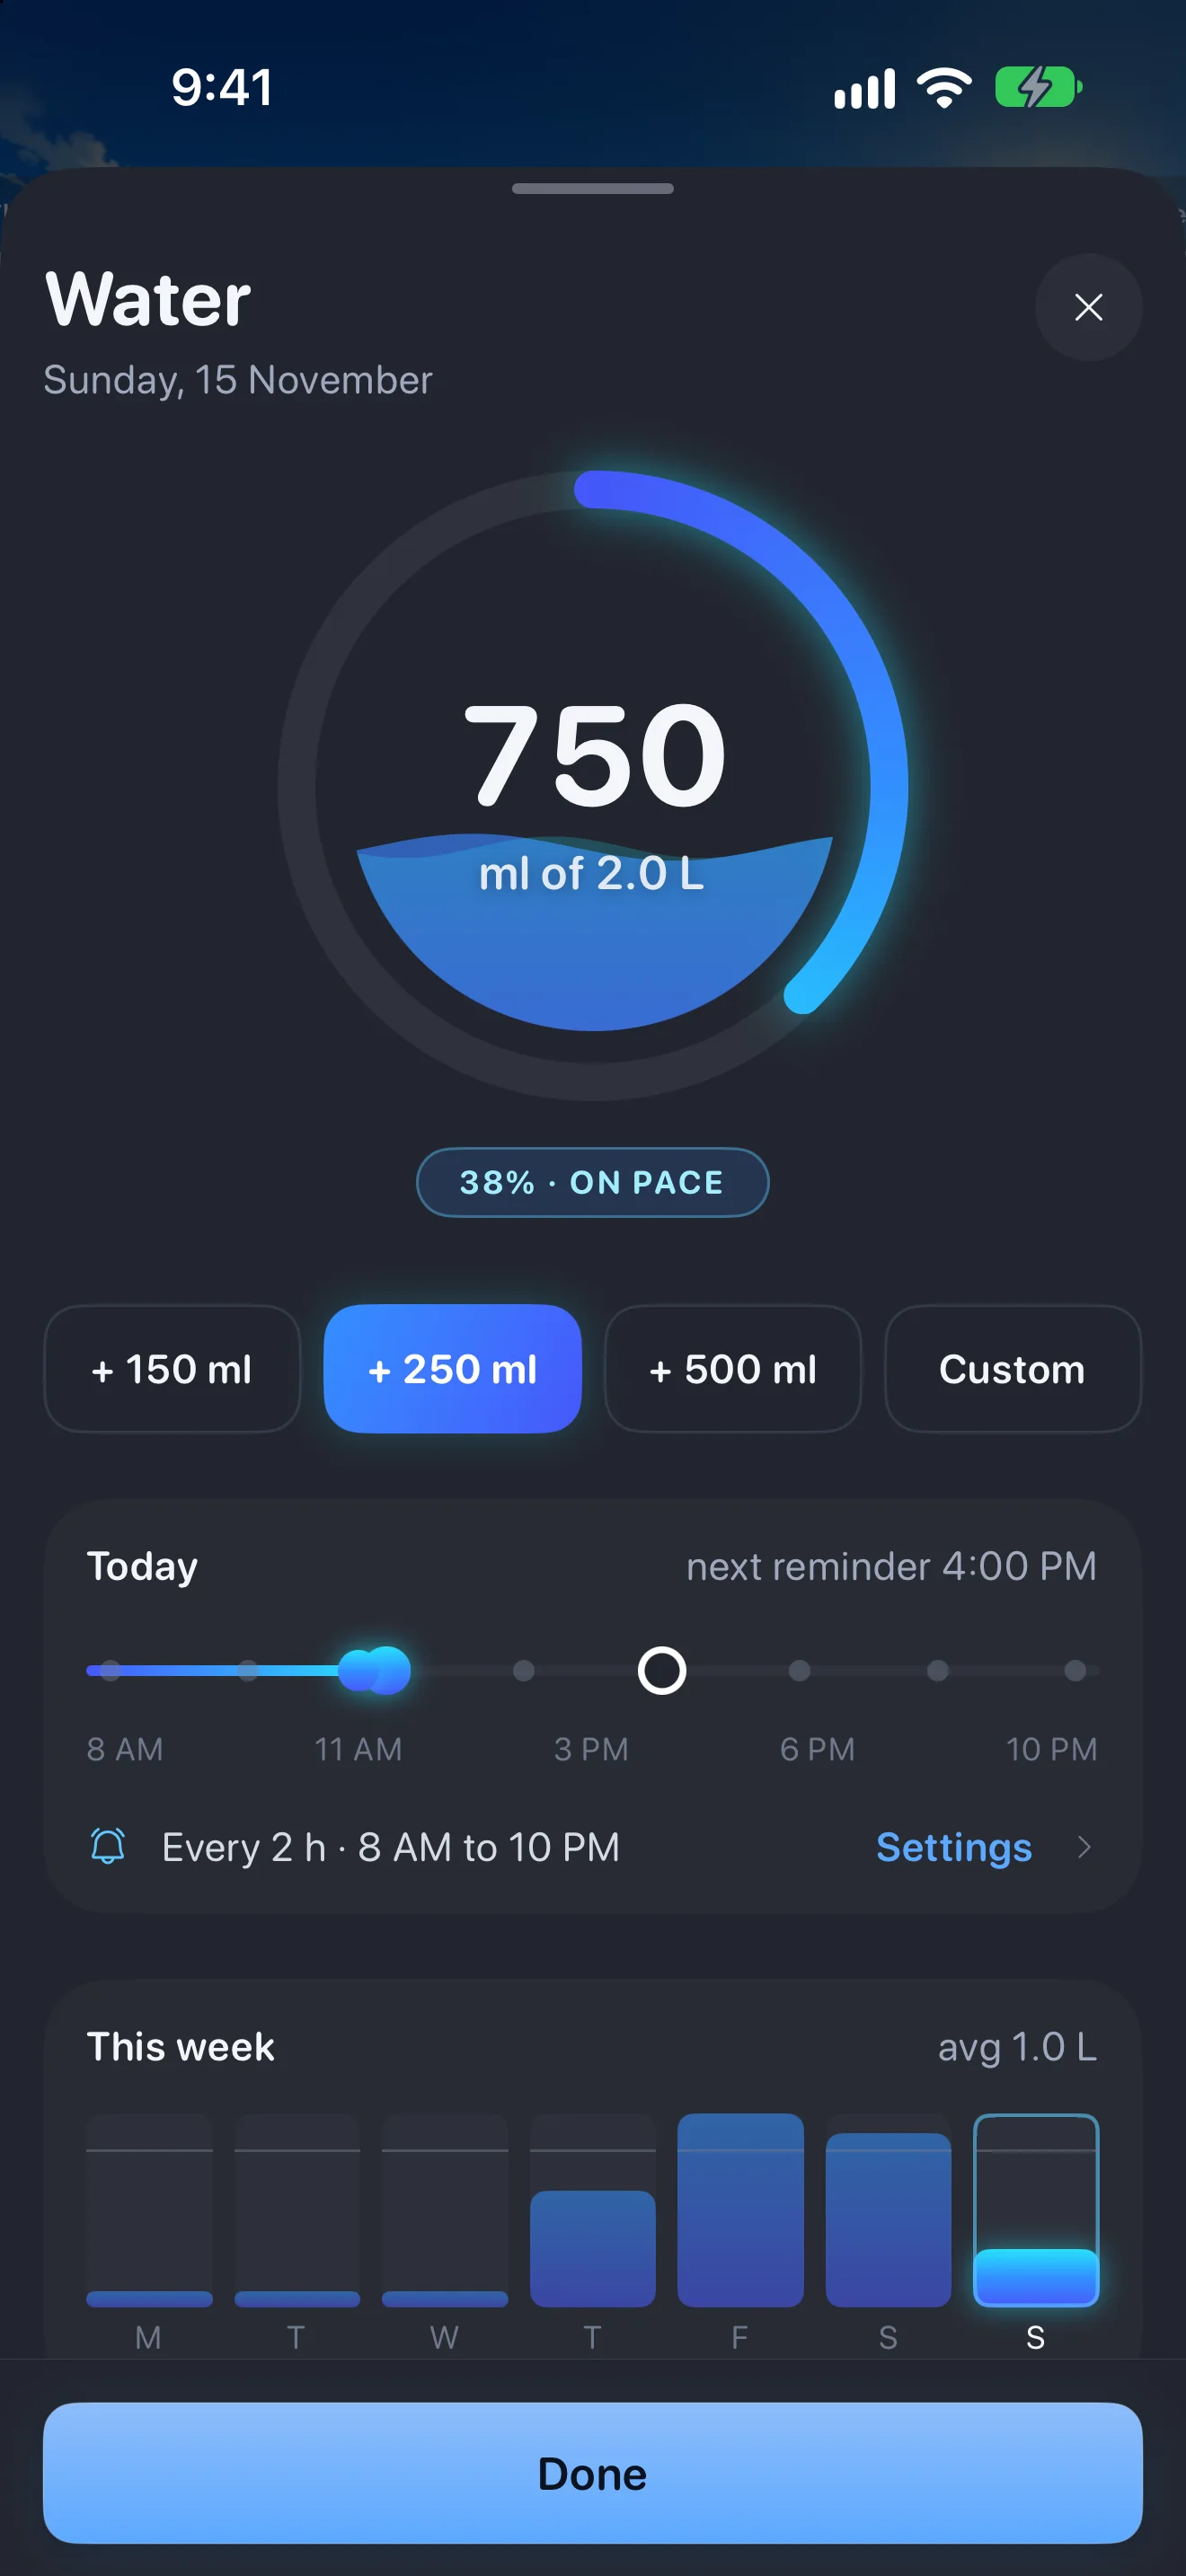 9:41
Water
Sunday, 15 November
750
ml of 2.0 L
38% · ON PACE
+ 150 ml
+ 250 ml
+ 500 ml
Custom
Today
next reminder 4:00 PM
8 AM
11 AM
3 PM
6 PM
10 PM
Every 2 h · 8 AM to 10 PM
Settings
This week
avg 1.0 L
M
T
W
T
F
S
S
Done